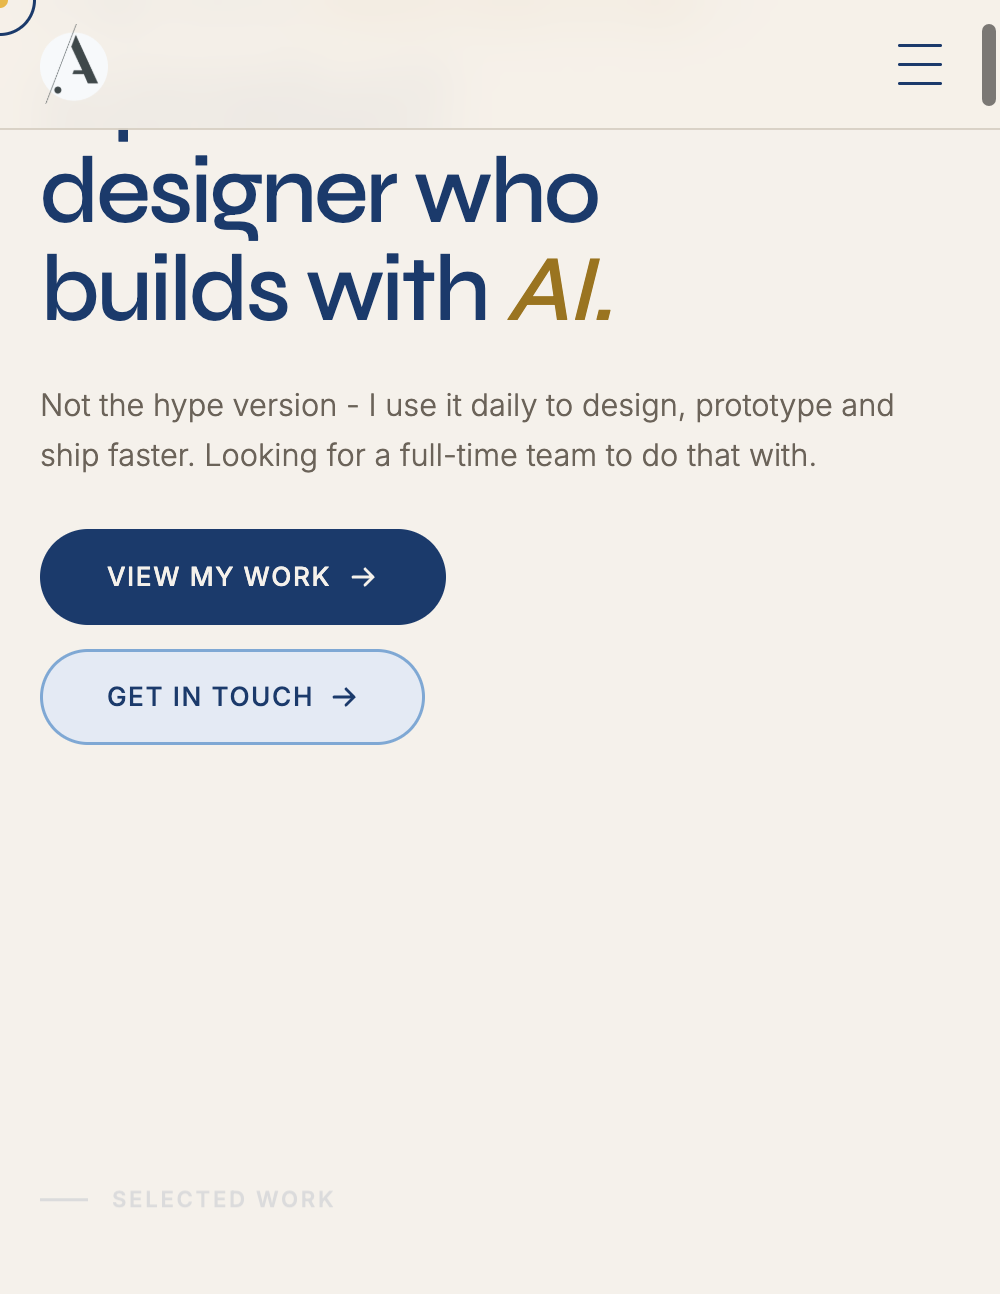 designer who
builds with AI.
Not the hype version - I use it daily to design, prototype and
ship faster. Looking for a full-time team to do that with.
VIEW MY WORK →
GET IN TOUCH →
SELECTED WORK